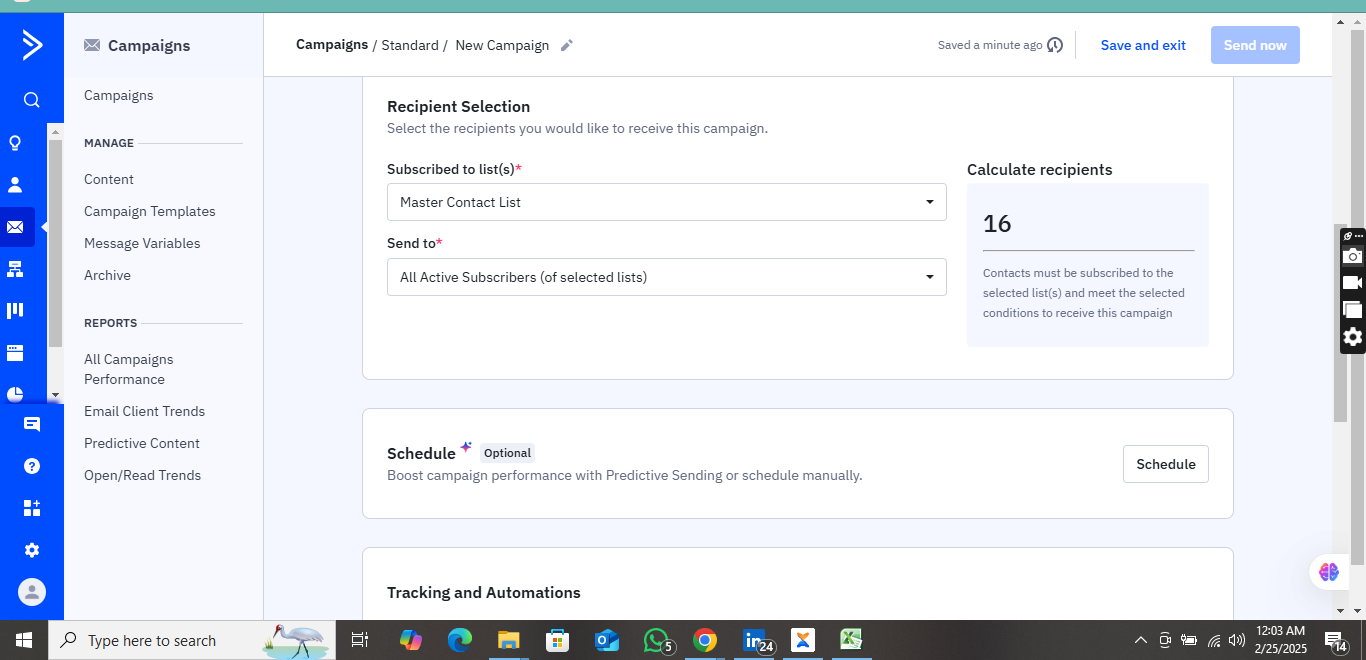 Campaigns
Campaigns / Standard / New Campaign
Saved a minute ago
Save and exit
Send now
Campaigns
MANAGE
Content
Campaign Templates
Message Variables
Archive
REPORTS
All Campaigns
Performance
Email Client Trends
Predictive Content
Open/Read Trends
Recipient Selection
Select the recipients you would like to receive this campaign.
Subscribed to list(s)*
Master Contact List
Send to*
All Active Subscribers (of selected lists)
Calculate recipients
16
Contacts must be subscribed to the
selected list(s) and meet the selected
conditions to receive this campaign
Schedule Optional
Boost campaign performance with Predictive Sending or schedule manually.
Schedule
Tracking and Automations
Type here to search
5
in 24
12:03 AM
2/25/2025
14